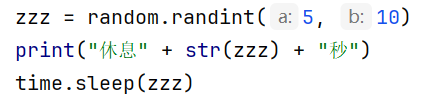 zzz = random.randint(a: 5, b: 10)
print("休息" + str(zzz) + "秒")
time.sleep(zzz)